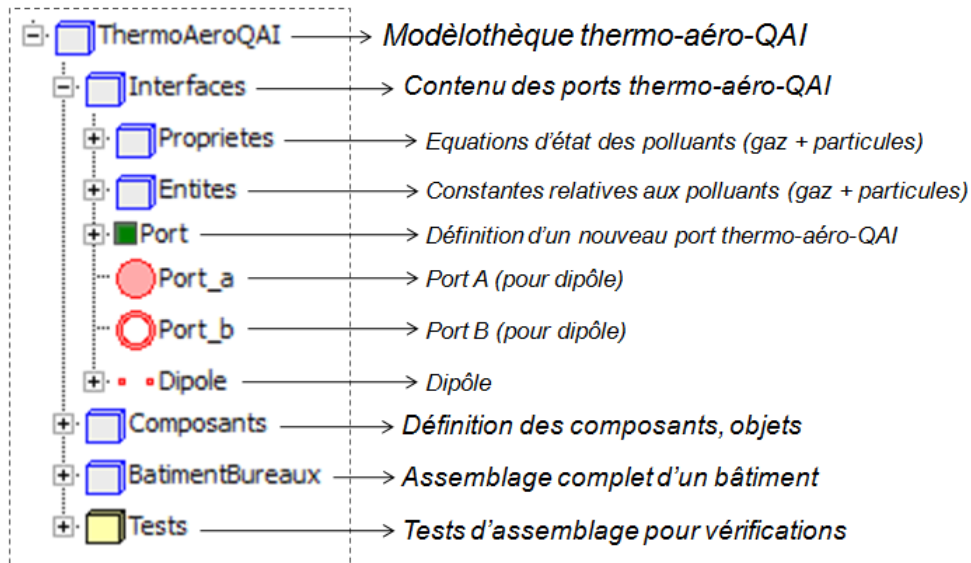 ThermoAeroQAI Modèlothèque thermo-aéro-QAI
Interfaces Contenu des ports thermo-aéro-QAI
Proprietes Equations d'état des polluants (gaz + particules)
Entites Constantes relatives aux polluants (gaz + particules)
Port Définition d'un nouveau port thermo-aéro-QAI
Port_a Port A (pour dipôle)
Port_b Port B (pour dipôle)
Dipole Dipôle
Composants Définition des composants, objets
BatimentBureaux Assemblage complet d'un bâtiment
Tests Tests d'assemblage pour vérifications